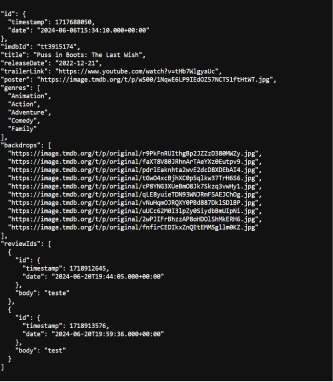 "id": {
"timestamp": 1717688050,
"date": "2024-06-06T15:34:10.000+00:00"
},
"imdbId": "tt3915174",
"title": "Puss in Boots: The Last Wish",
"releaseDate": "2022-12-21",
"trailerLink": "https://www.youtube.com/watch?v=tHb7WlgyaUc",
"poster": "https://image.tmdb.org/t/p/w500/1NqwE6LP9IEdOZ57NCT51ftHtWT.jpg",
"genres": [
"Animation",
"Action",
"Adventure",
"Comedy",
"Family"
],
"backdrops": [
"https://image.tmdb.org/t/p/original/r9PkFnRUIthgBp2JZZzD380MWZy.jpg",
"https://image.tmdb.org/t/p/original/faXT8V80JRhnArTAeYXz0Eutpv9.jpg",
"https://image.tmdb.org/t/p/original/pdrlEaknhta2wvE2dcD8XDEbAI4.jpg",
"https://image.tmdb.org/t/p/original/tGwO4xcBjhXC0p5qlkw37TrH6S6.jpg",
"https://image.tmdb.org/t/p/original/cP8YNG3XUeBmO8Jk7Skzq3vwHy1.jpg",
"https://image.tmdb.org/t/p/original/qLE8yuieTDN93WNJRmFSAEJChOg.jpg",
"https://image.tmdb.org/t/p/original/vNuHqmOJRQXY0PBd887DklSDlBP.jpg",
"https://image.tmdb.org/t/p/original/uUCc62M8I3lpZy0SiydbBmUIpNi.jpg",
"https://image.tmdb.org/t/p/original/2wPIIFrBhzzAP8oHDOlShMkERH6.jpg",
"https://image.tmdb.org/t/p/original/fnfirCEDIkxZnQEtEMMSgllm0KZ.jpg"
],
"reviewIds": [
{
"id": {
"timestamp": 1718912645,
"date": "2024-06-20T19:44:05.000+00:00"
},
"body": "teste"
},
{
"id": {
"timestamp": 1718913576,
"date": "2024-06-20T19:59:36.000+00:00"
},
"body": "test"
}
]